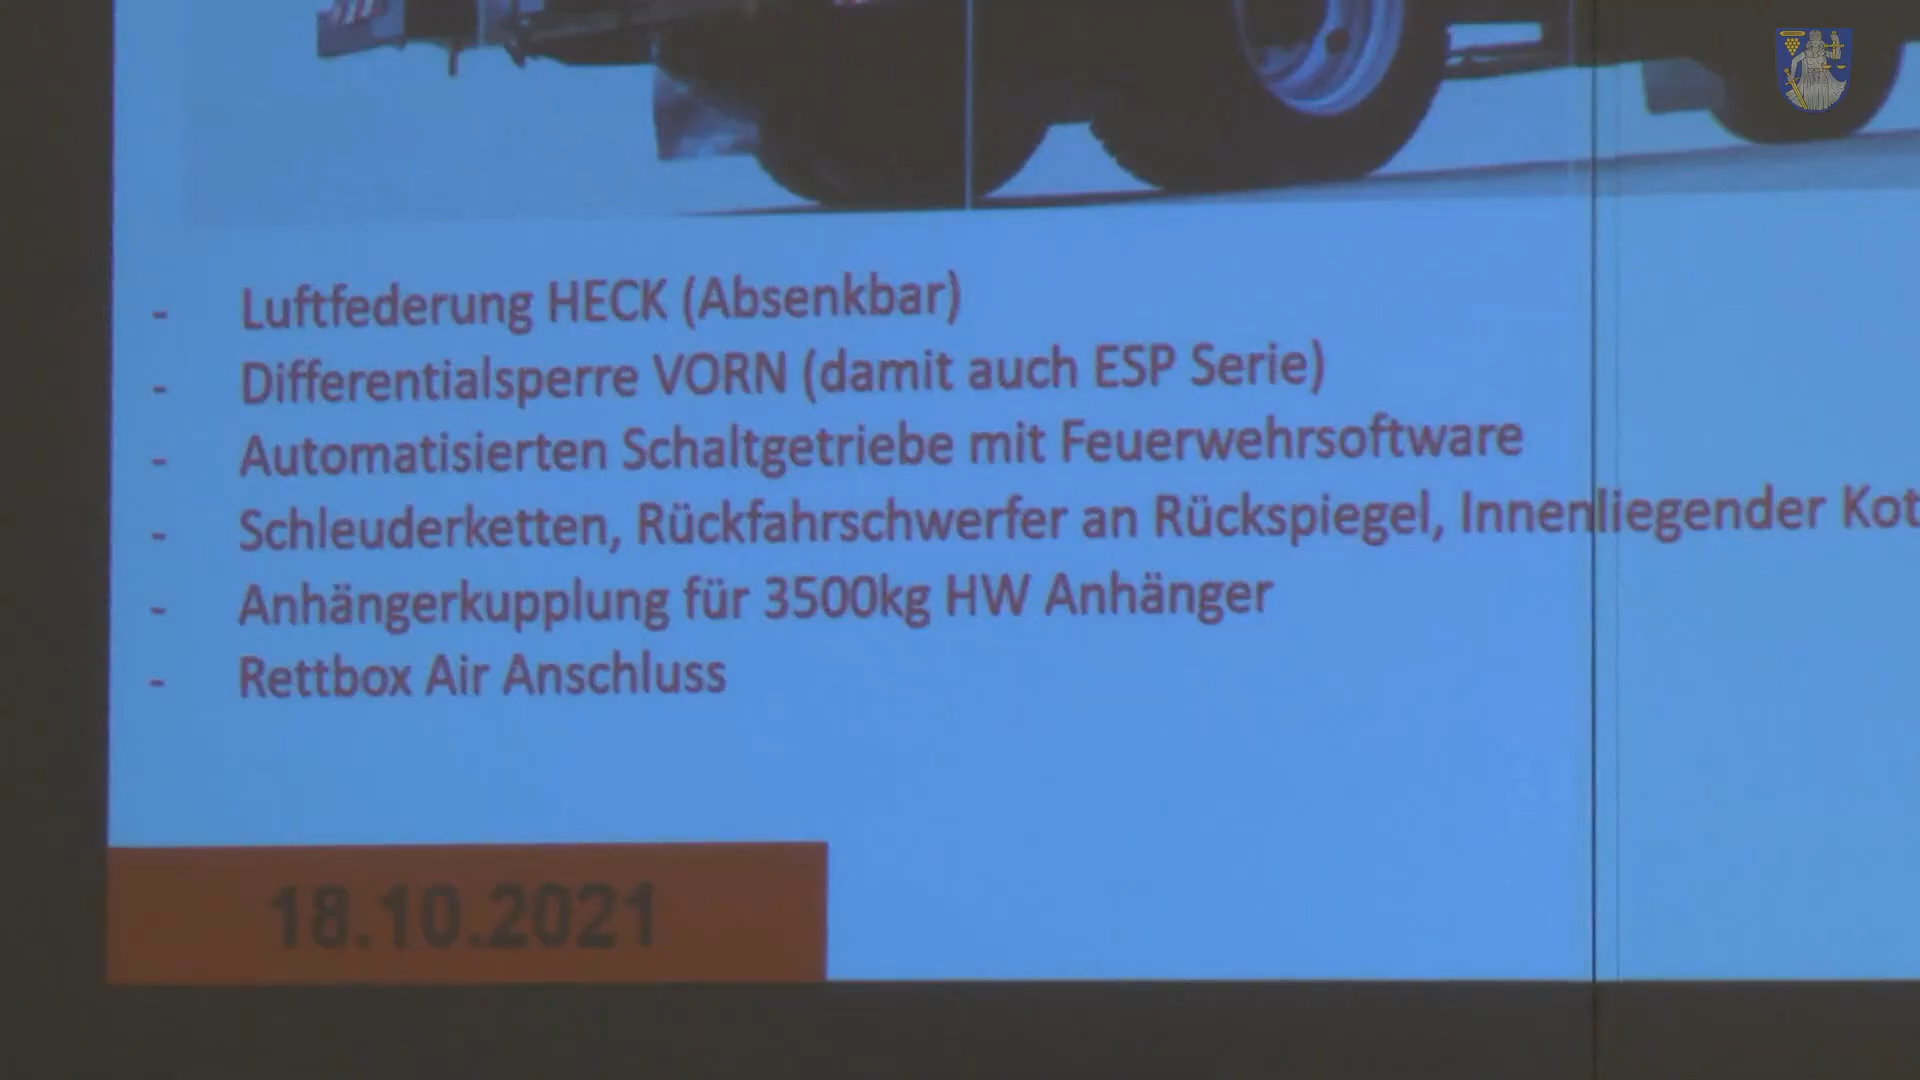 - Luftfederung HECK (Absenkbar)
- Differentialsperre VORN (damit auch ESP Serie)
- Automatisierten Schaltgetriebe mit Feuerwehrsoftware
- Schleuderketten, Rückfahrschwerfer an Rückspiegel, Innenliegender Kot
- Anhängerkupplung für 3500kg HW Anhänger
- Rettbox Air Anschluss
18.10.2021